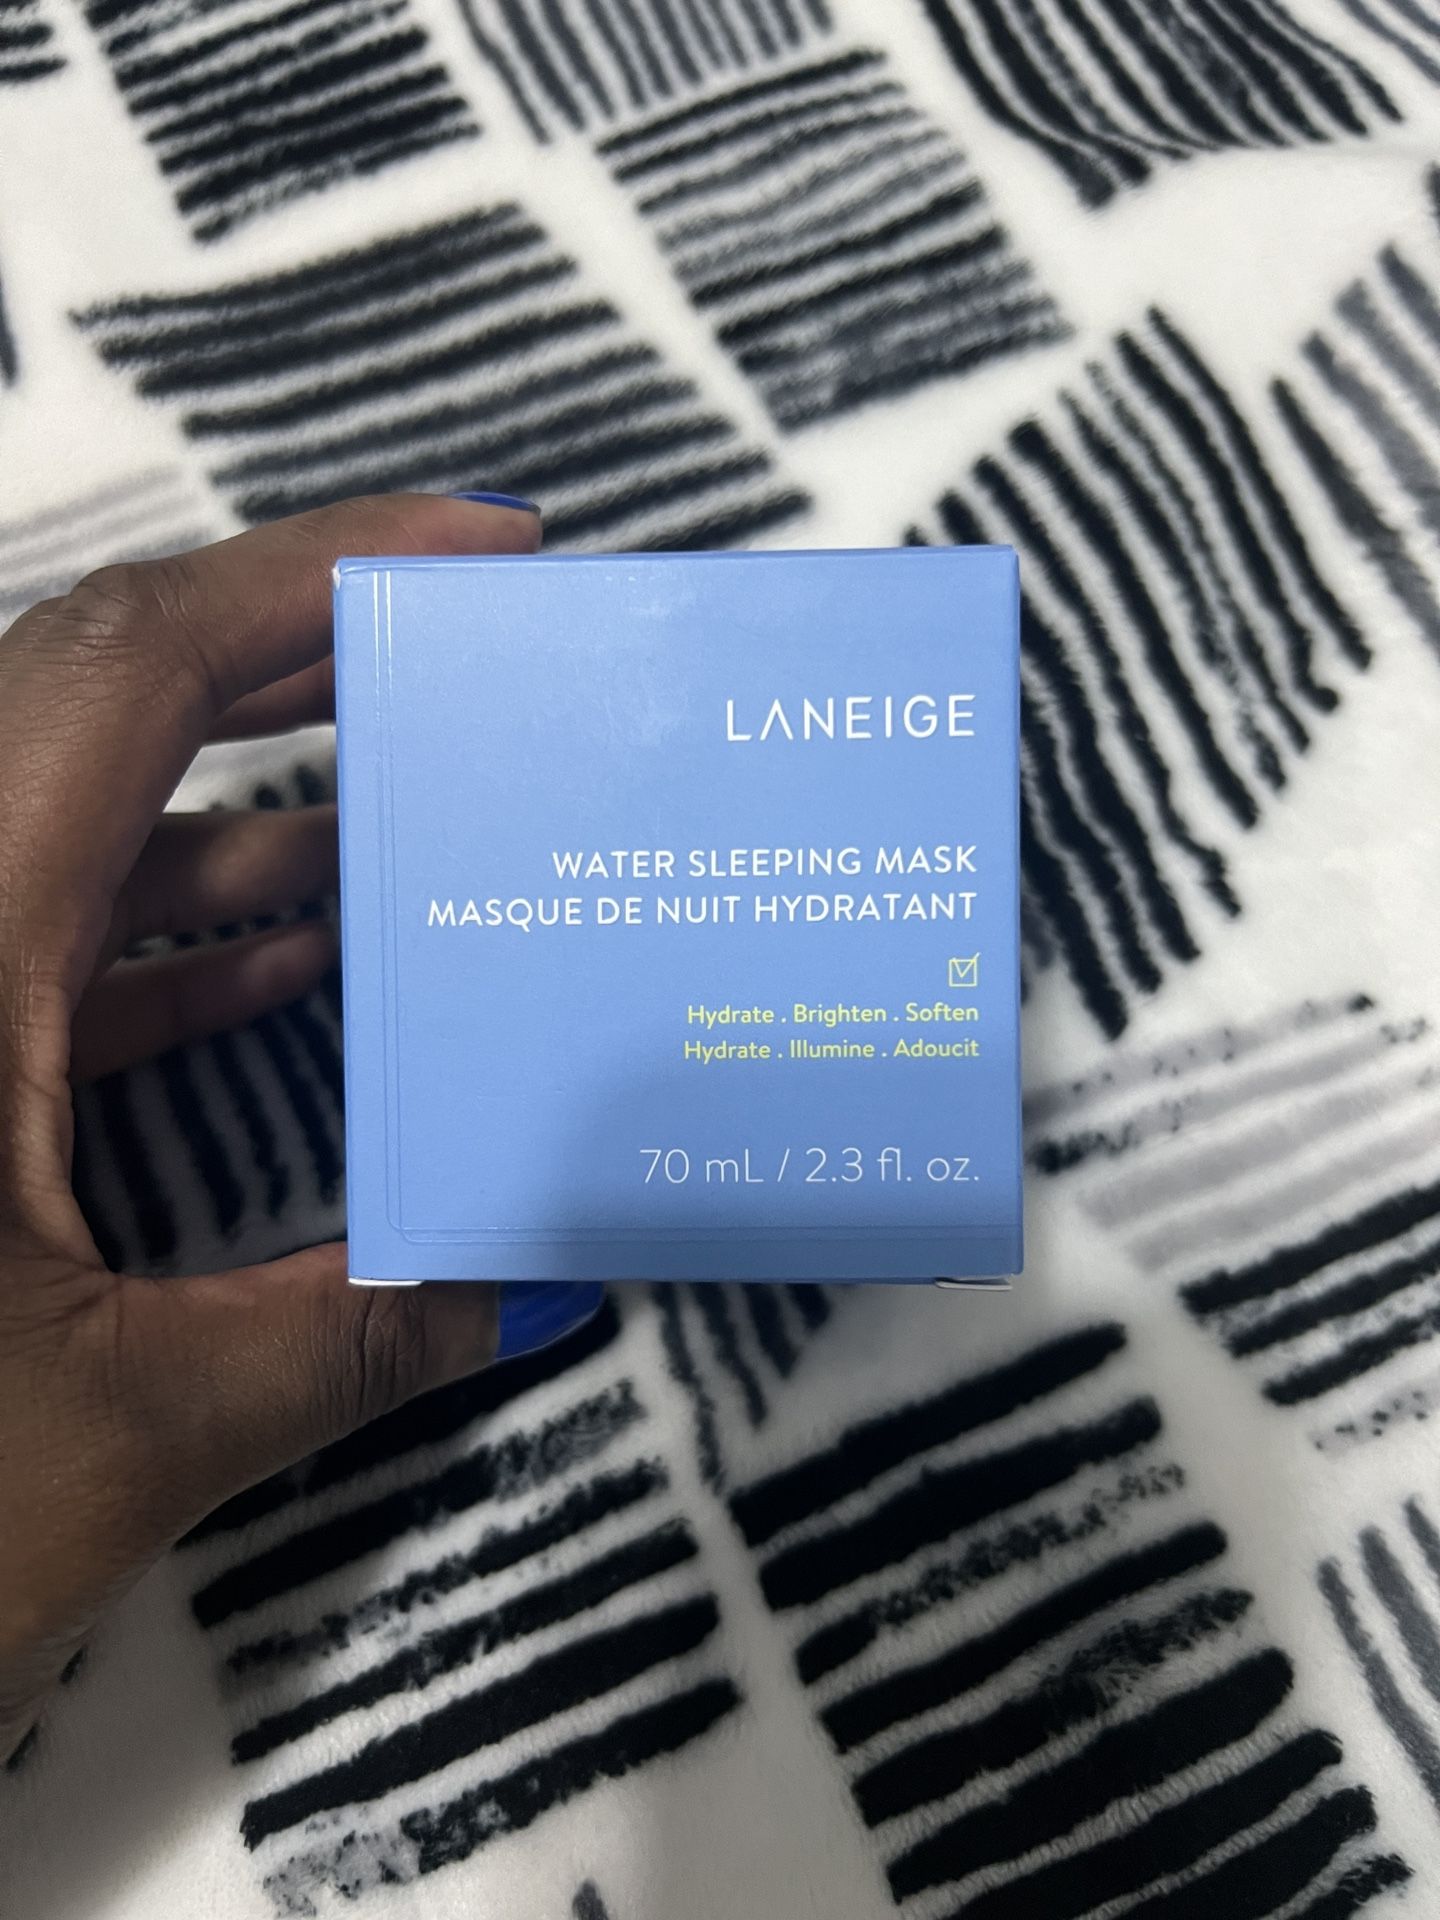 LANEIGE
WATER SLEEPING MASK
MASQUE DE NUIT HYDRATANT
Hydrate . Brighten . Soften
Hydrate . Illumine . Adoucit
70 mL / 2.3 fl. oz.